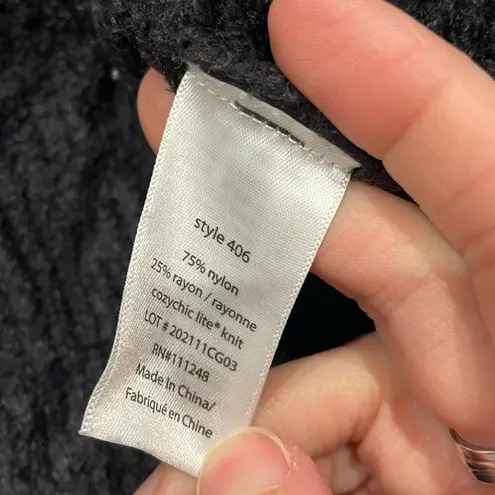 style 406
75% nylon
25% rayon / rayonne
cozychic lite® knit
LOT # 202111CG03
RN#111248
Made in China/
Fabriqué en Chine